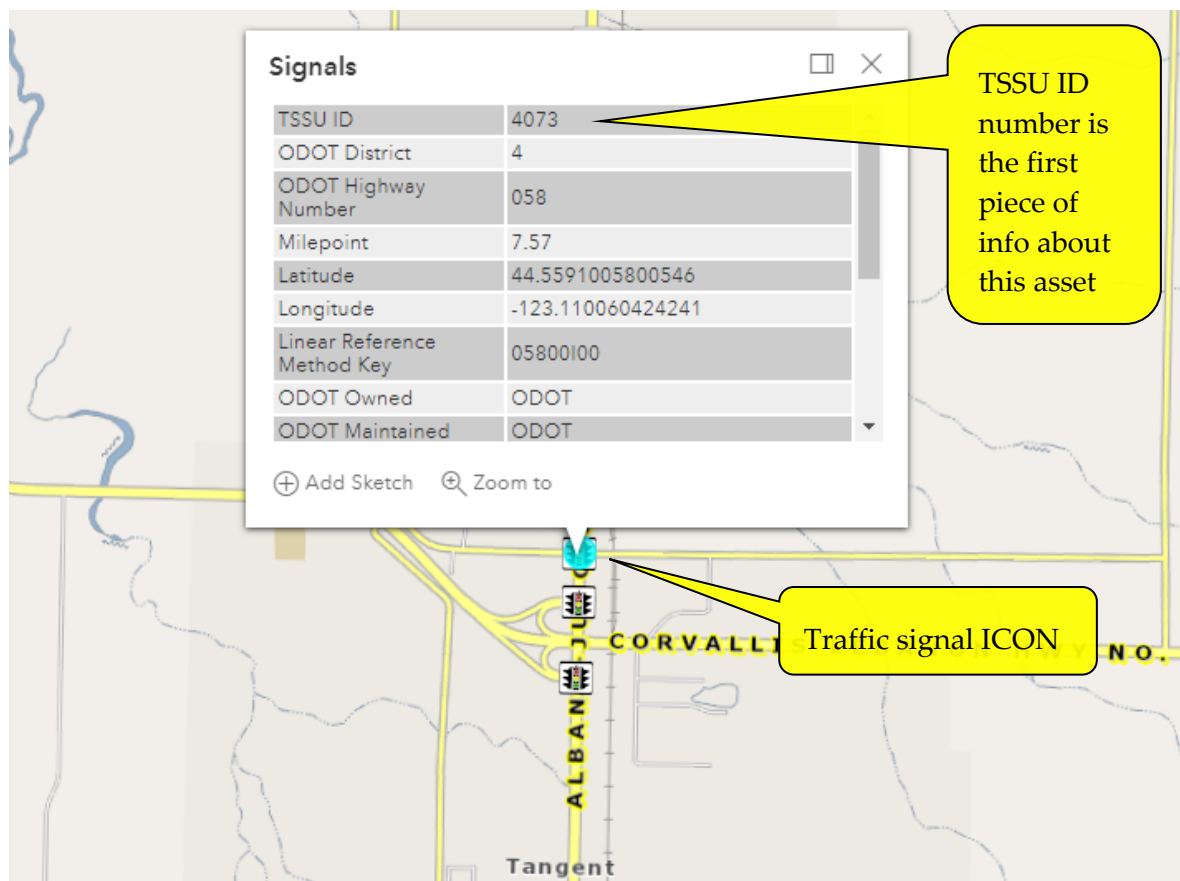 Signals
TSSU ID 4073
ODOT District 4
ODOT Highway
Number 058
Milepoint 7.57
Latitude 44.5591005800546
Longitude -123.110060424241
Linear Reference
Method Key 05800I00
ODOT Owned ODOT
ODOT Maintained ODOT
Add Sketch Zoom to
TSSU ID
number is
the first
piece of
info about
this asset
Traffic signal ICON
CORVALLI
NO.
ALBAN
Tangent